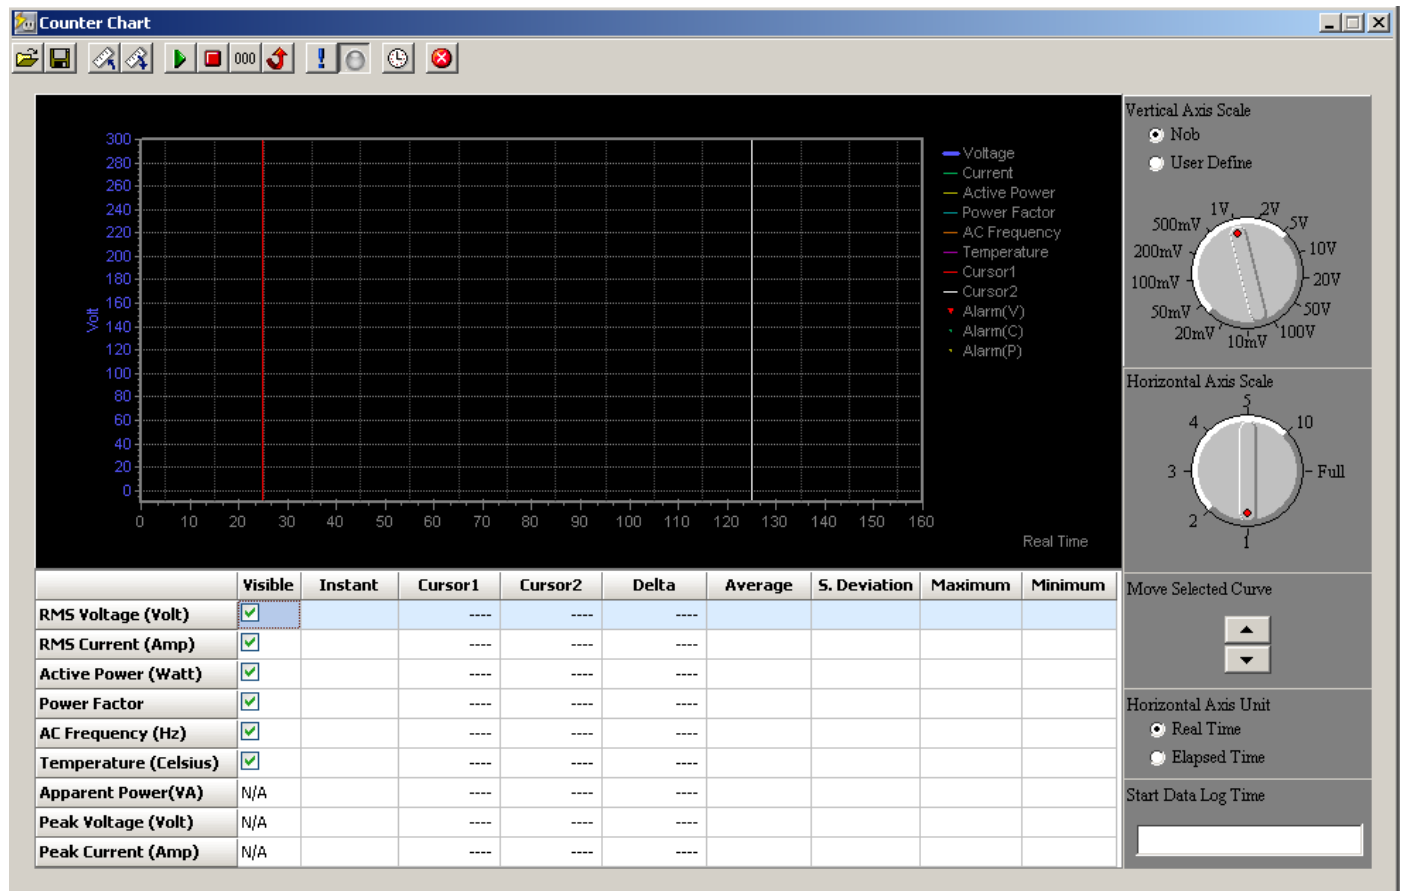 Counter Chart
000
300
280
260
240
220
200
180
160
140
120
100
80
60
40
20
0
Volt
0 10 20 30 40 50 60 70 80 90 100 110 120 130 140 150 160
Real Time
Voltage
Current
Active Power
Power Factor
AC Frequency
Temperature
Cursor1
Cursor2
Alarm(V)
Alarm(C)
Alarm(P)
Vertical Axis Scale
Nob
User Define
1V 2V
500mV 5V
200mV 10V
100mV 20V
50mV 50V
20mV 10mV 100V
Horizontal Axis Scale
5
4 10
3 Full
2
1
Move Selected Curve
Horizontal Axis Unit
Real Time
Elapsed Time
Start Data Log Time
Visible Instant Cursor1 Cursor2 Delta Average S. Deviation Maximum Minimum
RMS Voltage (Volt) ---- ---- ----
RMS Current (Amp) ---- ---- ----
Active Power (Watt) ---- ---- ----
Power Factor ---- ---- ----
AC Frequency (Hz) ---- ---- ----
Temperature (Celsius) ---- ---- ----
Apparent Power(VA) N/A ---- ---- ----
Peak Voltage (Volt) N/A ---- ---- ----
Peak Current (Amp) N/A ---- ---- ----